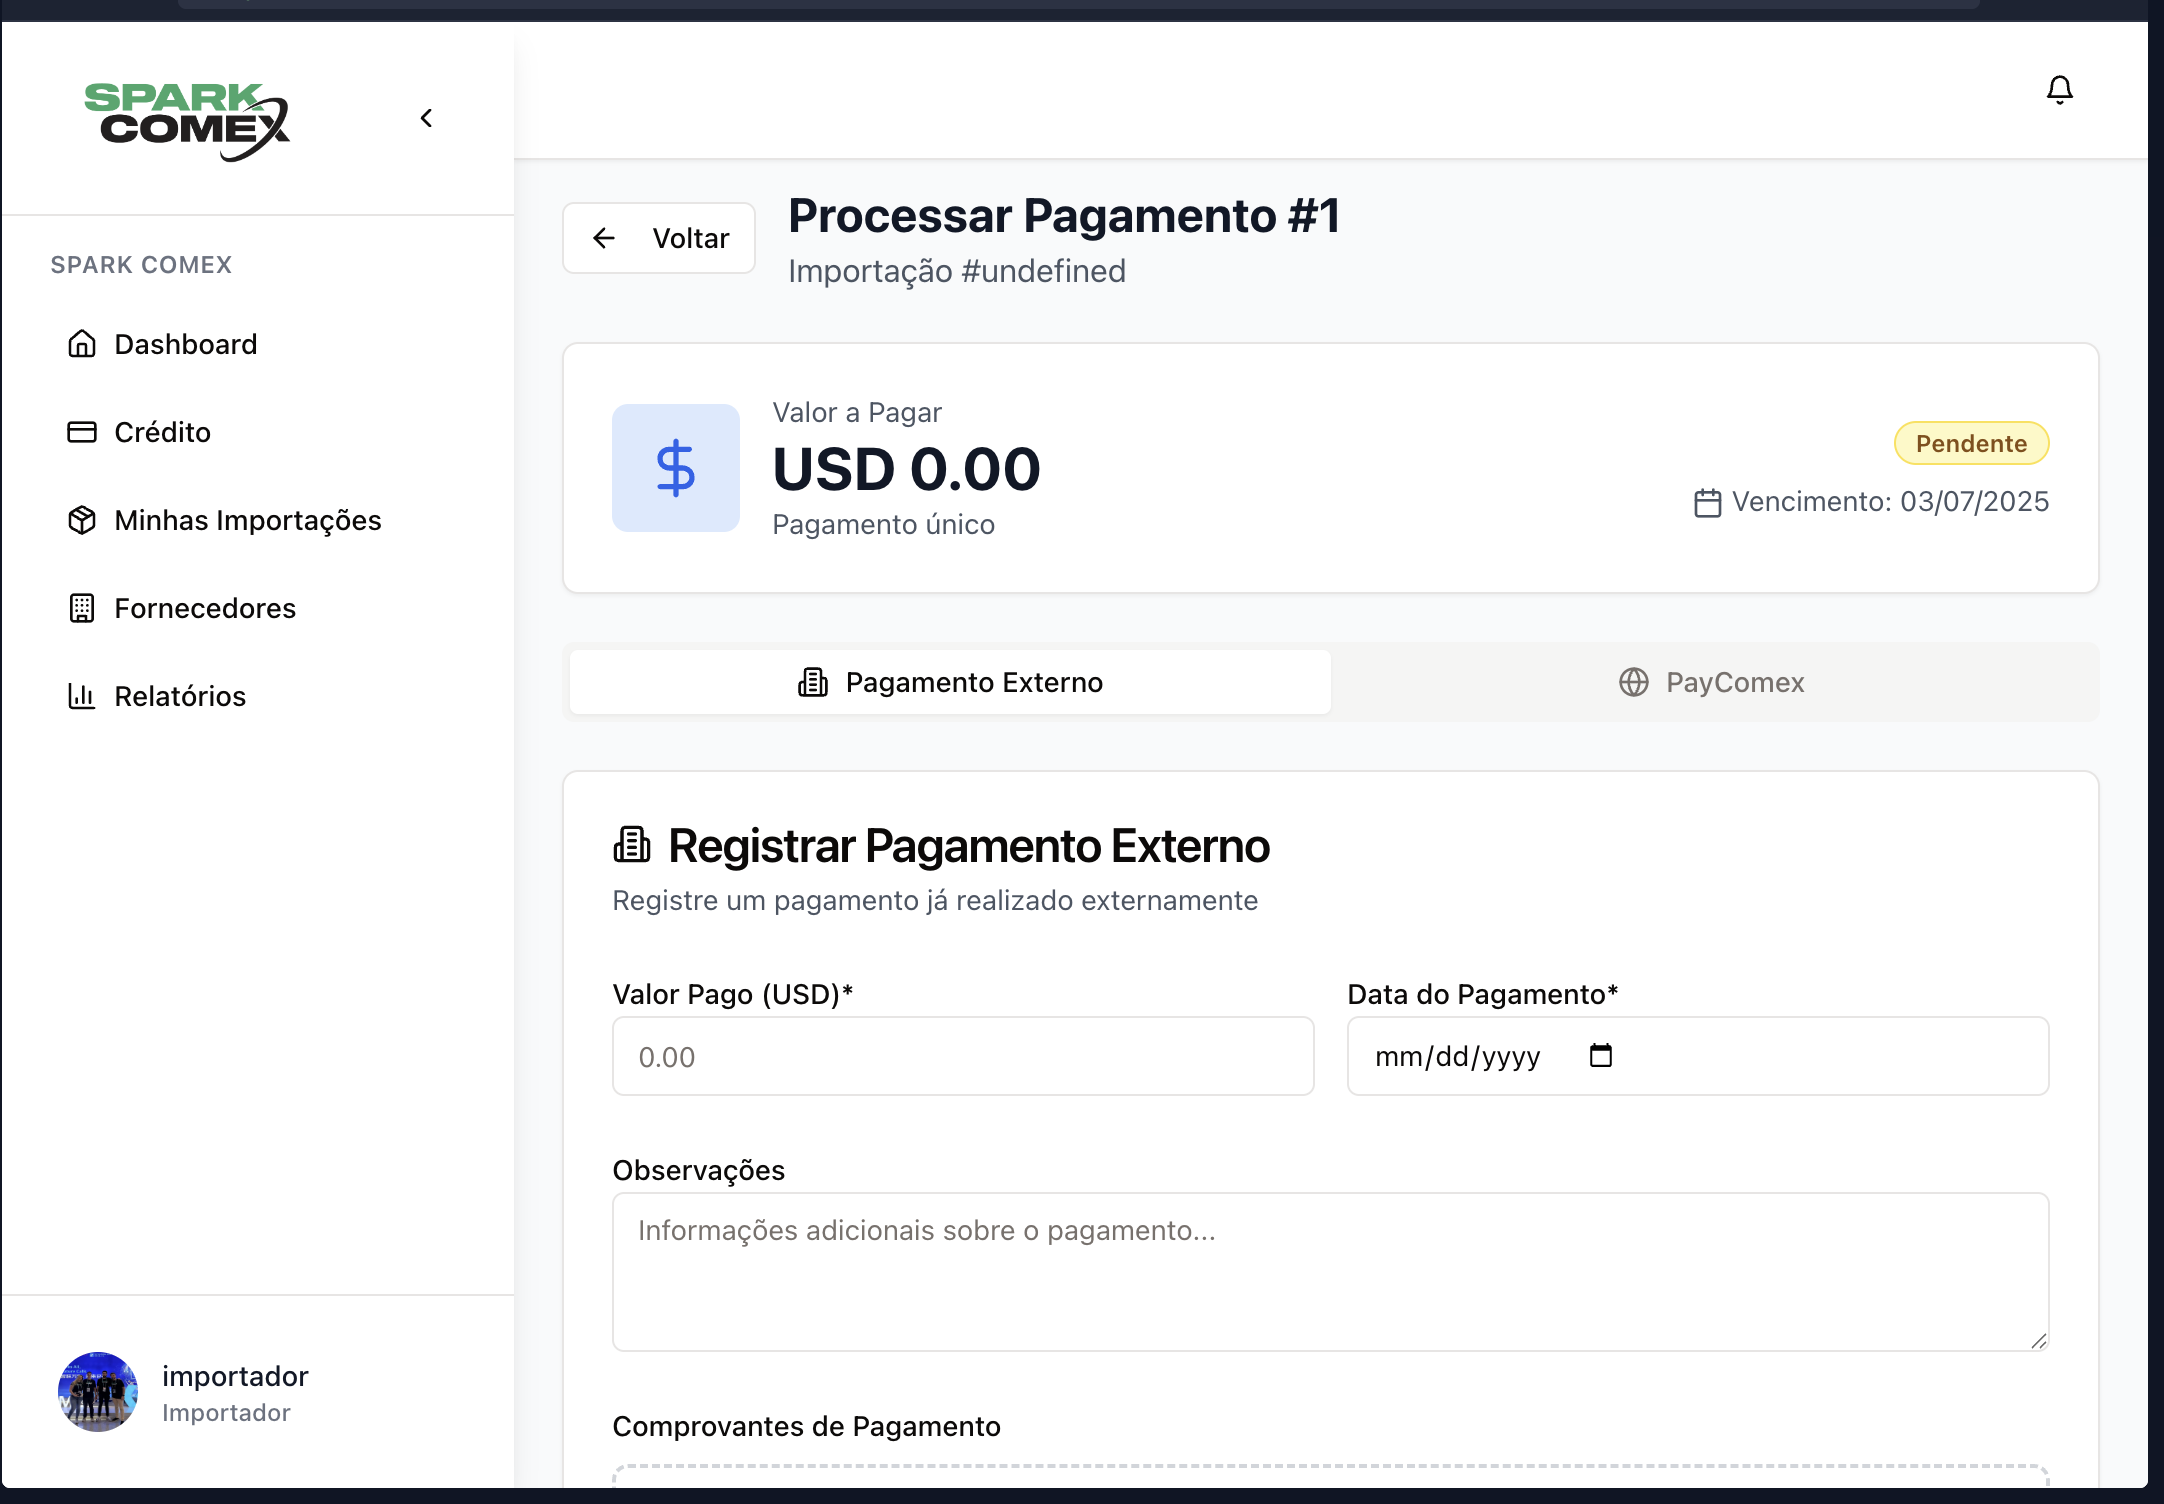 SPARK
COMEX
SPARK COMEX
Dashboard
Crédito
Minhas Importações
Fornecedores
Relatórios
importador
Importador
Voltar
Processar Pagamento #1
Importação #undefined
Valor a Pagar
USD 0.00
Pagamento único
Pendente
Vencimento: 03/07/2025
Pagamento Externo
PayComex
Registrar Pagamento Externo
Registre um pagamento já realizado externamente
Valor Pago (USD)*
0.00
Data do Pagamento*
mm/dd/yyyy
Observações
Informações adicionais sobre o pagamento...
Comprovantes de Pagamento